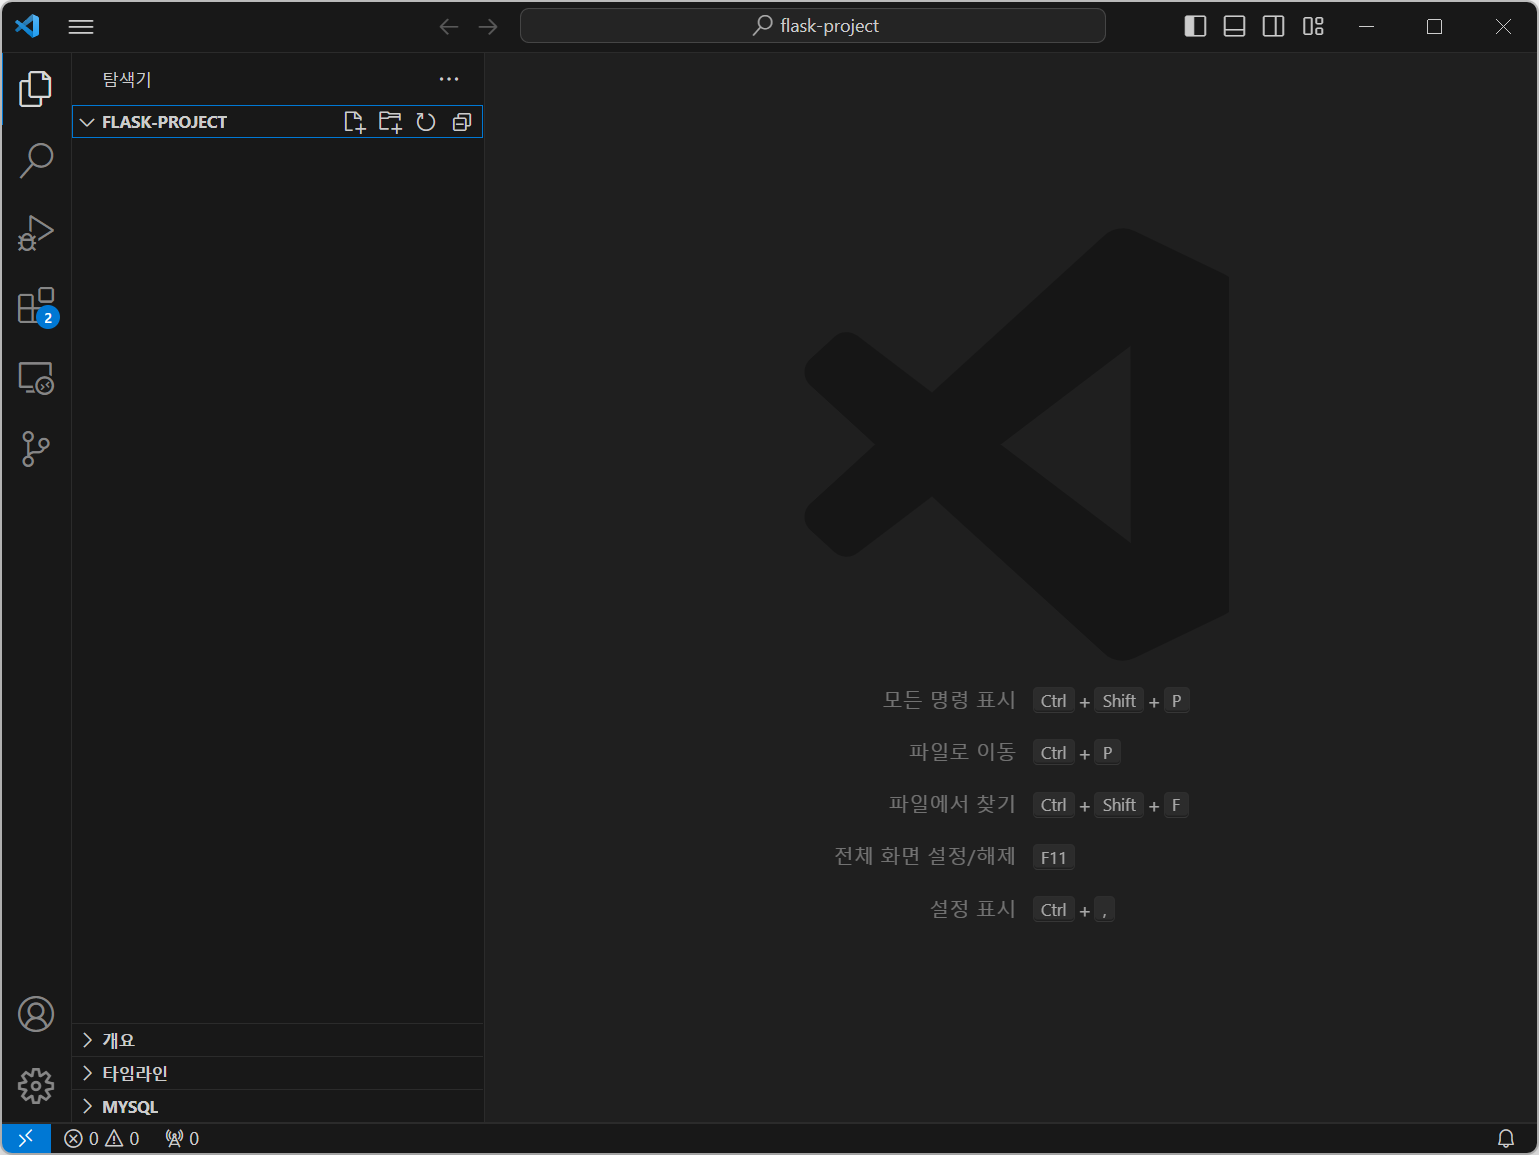 flask-project
탐색기
FLASK-PROJECT
2
모든 명령 표시 Ctrl + Shift + P
파일로 이동 Ctrl + P
파일에서 찾기 Ctrl + Shift + F
전체 화면 설정/해제 F11
설정 표시 Ctrl + ,
개요
타임라인
MYSQL
0 0 0